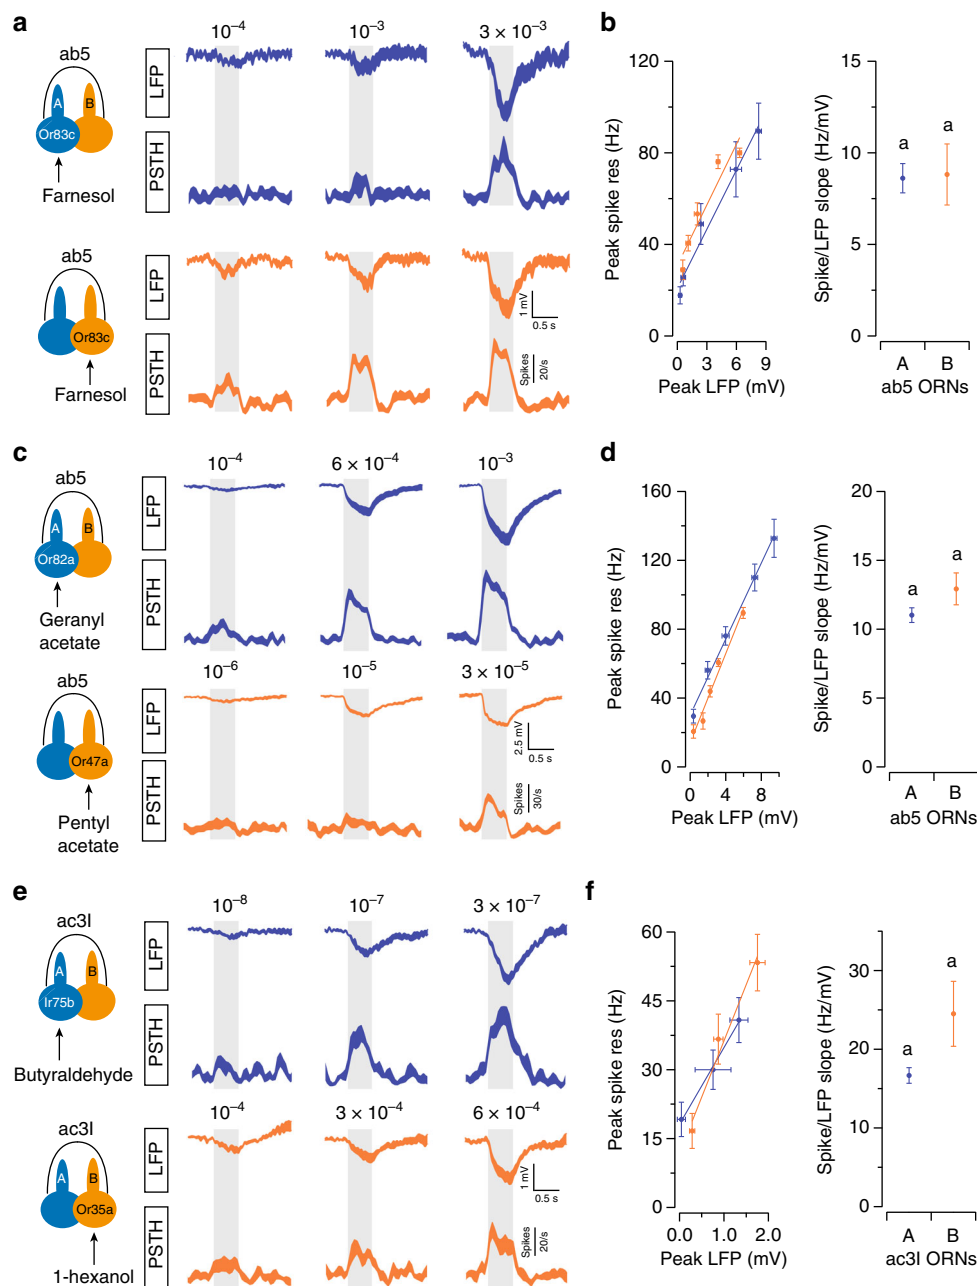 a
10⁻⁴
10⁻³
3 × 10⁻³
ab5
A
B
Or83c
Farnesol
LFP
PSTH
ab5
Or83c
Farnesol
LFP
PSTH
1 mV
0.5 s
Spikes
20/s
b
Peak spike res (Hz)
120
80
40
0
0
3
6
9
Peak LFP (mV)
Spike/LFP slope (Hz/mV)
15
10
5
0
a
a
A
B
ab5 ORNs
c
10⁻⁴
6 × 10⁻⁴
10⁻³
ab5
A
B
Or82a
Geranyl
acetate
LFP
PSTH
10⁻⁶
10⁻⁵
3 × 10⁻⁵
ab5
Or47a
Pentyl
acetate
LFP
PSTH
2.5 mV
0.5 s
Spikes
30/s
d
Peak spike res (Hz)
160
120
80
40
0
0
4
8
Peak LFP (mV)
Spike/LFP slope (Hz/mV)
20
15
10
5
0
a
a
A
B
ab5 ORNs
e
10⁻⁸
10⁻⁷
3 × 10⁻⁷
ac3I
A
B
Ir75b
Butyraldehyde
LFP
PSTH
10⁻⁴
3 × 10⁻⁴
6 × 10⁻⁴
ac3I
A
B
Or35a
1-hexanol
LFP
PSTH
1 mV
0.5 s
Spikes
20/s
f
Peak spike res (Hz)
60
45
30
15
0
0.0
1.0
2.0
Peak LFP (mV)
Spike/LFP slope (Hz/mV)
30
20
10
0
a
a
A
B
ac3I ORNs